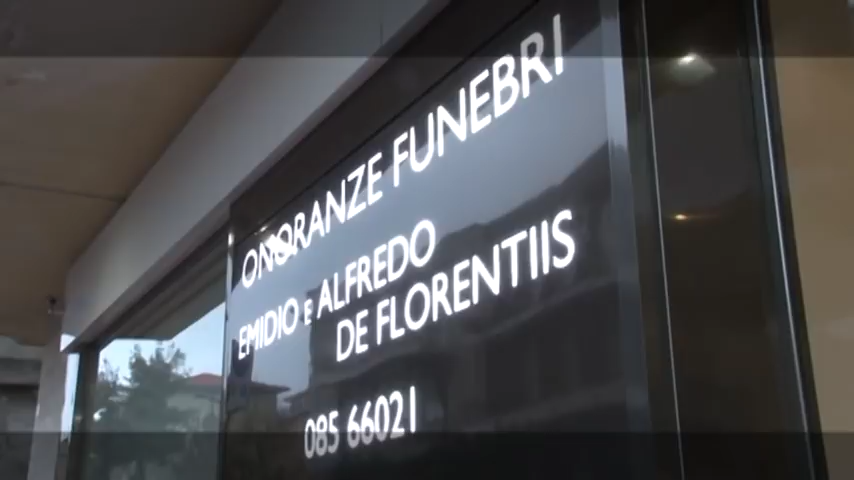 ONORANZE FUNEBRI
EMIDIO E ALFREDO
DE FLORENTIIS
085 66021